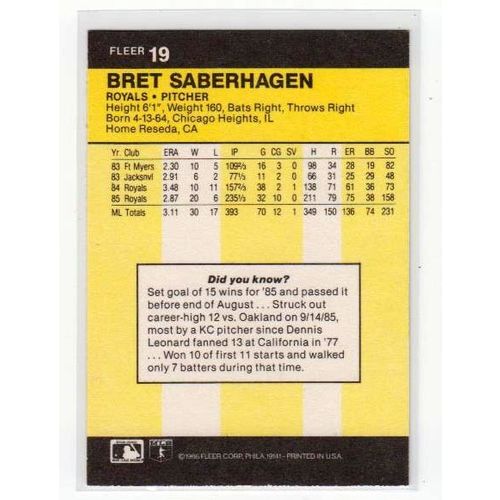 FLEER 19
BRET SABERHAGEN
ROYALS • PITCHER
Height 6'1", Weight 160, Bats Right, Throws Right
Born 4-13-64, Chicago Heights, IL
Home Reseda, CA
Yr. Club ERA W L IP G CG SV H R ER BB SO
83 Ft Myers 2.30 10 5 109⅔ 16 3 0 98 34 28 19 82
83 Jacksnvl 2.91 6 2 77⅓ 11 2 1 66 31 25 29 48
84 Royals 3.48 10 11 157⅔ 38 2 1 138 71 61 36 73
85 Royals 2.87 20 6 235⅓ 32 10 0 211 79 75 38 158
ML Totals 3.11 30 17 393 70 12 1 349 150 136 74 231
Did you know?
Set goal of 15 wins for '85 and passed it
before end of August . . . Struck out
career-high 12 vs. Oakland on 9/14/85,
most by a KC pitcher since Dennis
Leonard fanned 13 at California in '77
. . . Won 10 of first 11 starts and walked
only 7 batters during that time.
©1986 FLEER CORP., PHILA. 19141 – PRINTED IN U.S.A.